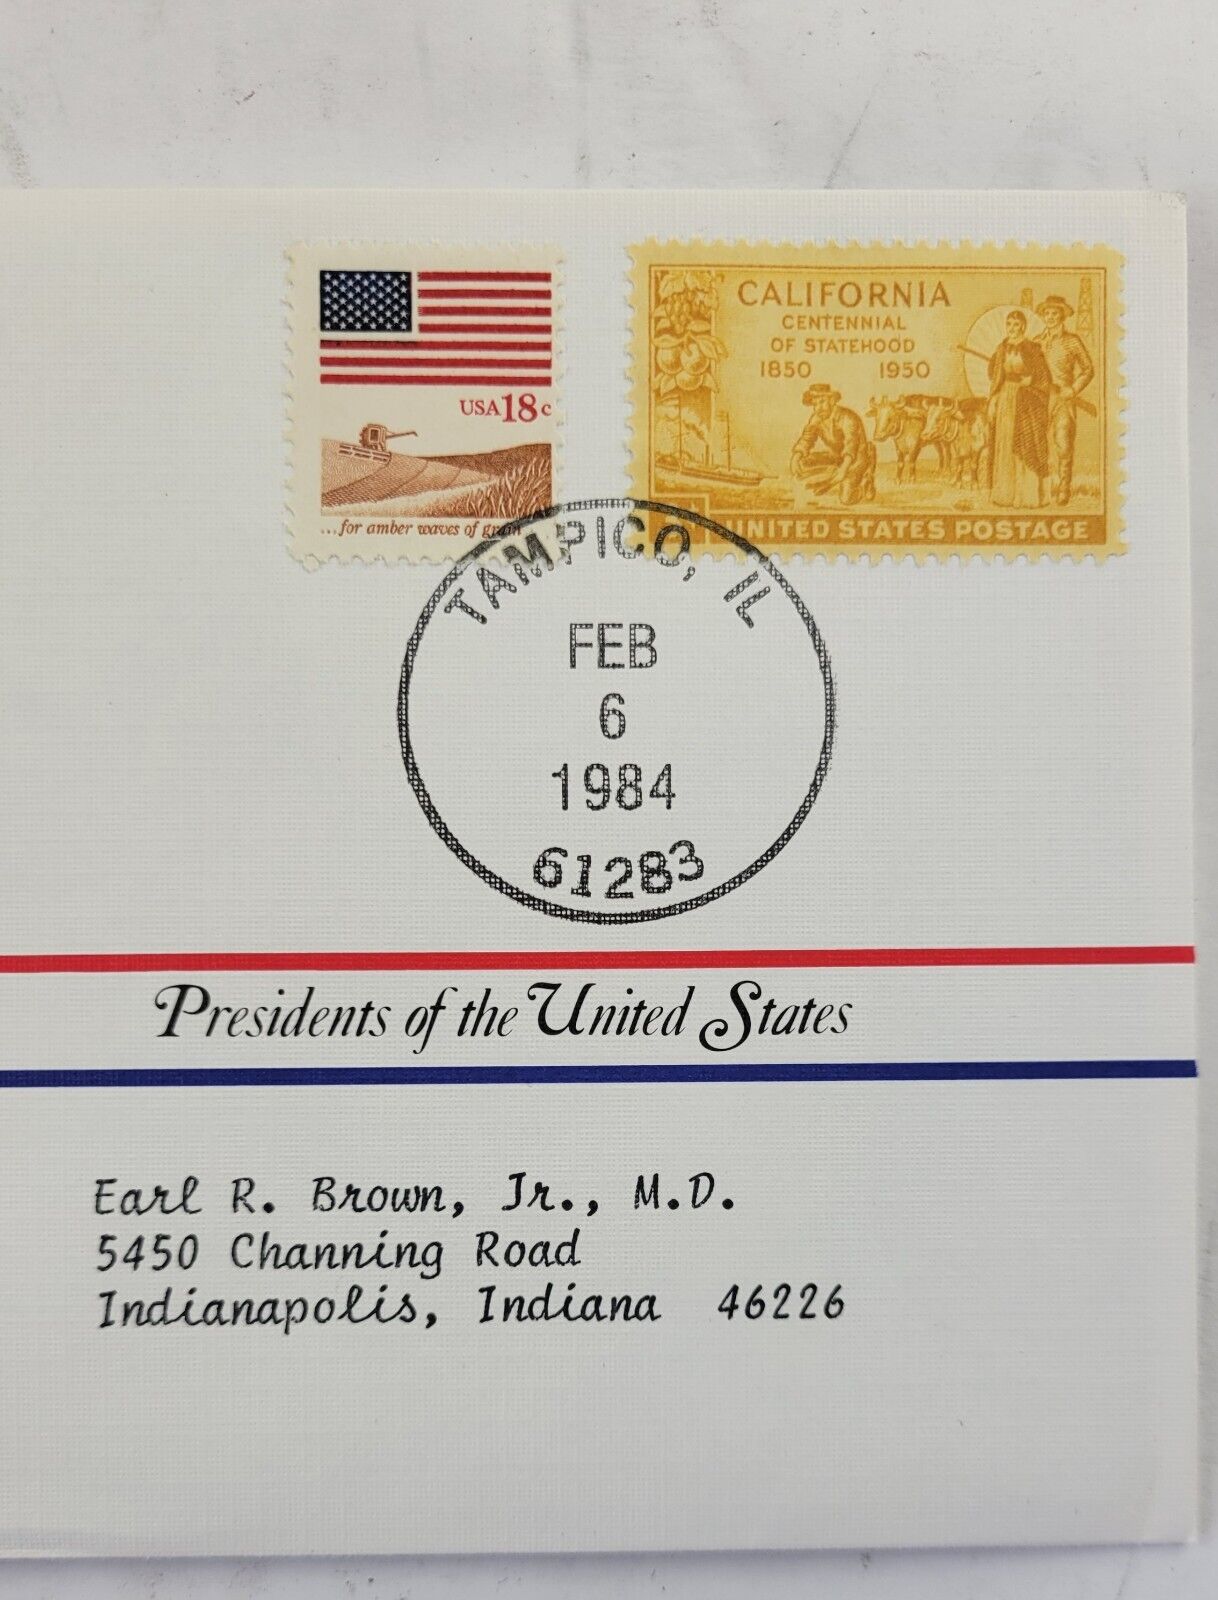 USA 18c
...for amber waves of grain
CALIFORNIA
CENTENNIAL
OF STATEHOOD
1850 1950
UNITED STATES POSTAGE
TAMPICO, IL
FEB
6
1984
61283
Presidents of the United States
Earl R. Brown, Jr., M.D.
5450 Channing Road
Indianapolis, Indiana 46226